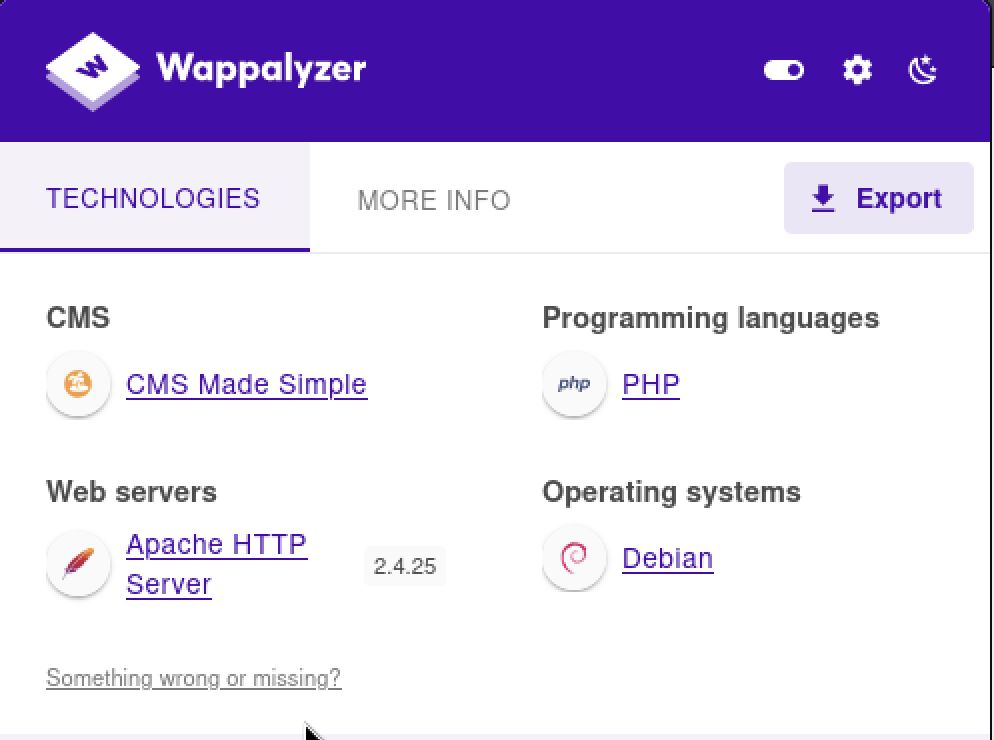 W Wappalyzer
TECHNOLOGIES
MORE INFO
Export
CMS
CMS Made Simple
Programming languages
php PHP
Web servers
Apache HTTP
Server
2.4.25
Operating systems
Debian
Something wrong or missing?